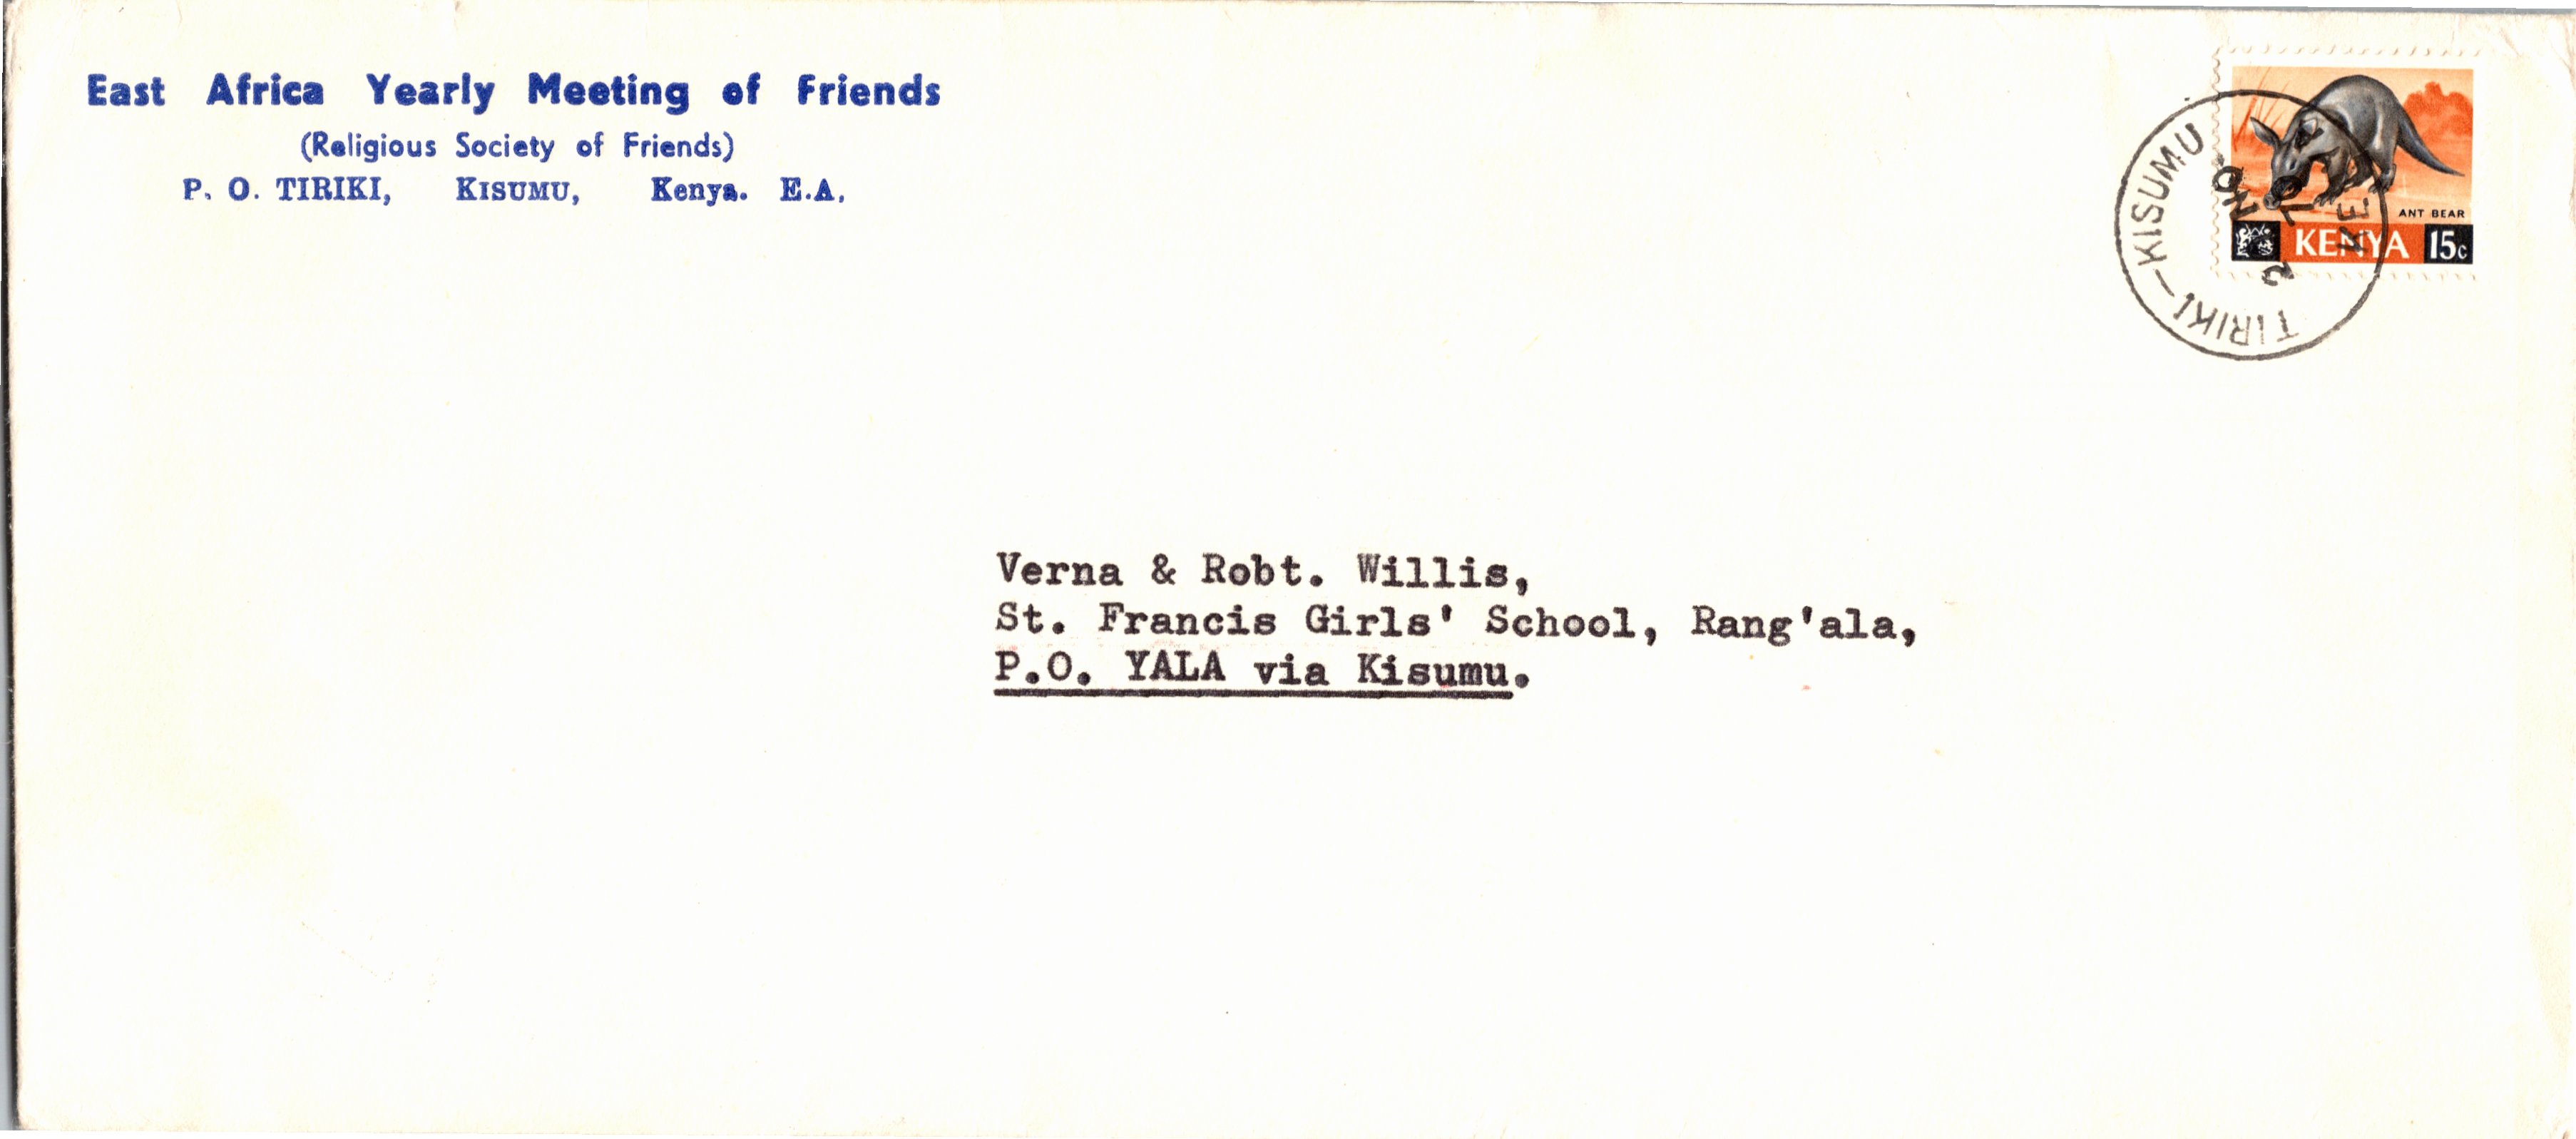 East Africa Yearly Meeting of Friends
(Religious Society of Friends)
P. O. TIRIKI, KISUMU, Kenya. E.A.
ANT BEAR
KENYA 15c
TIRIKI—KISUMU
Verna & Robt. Willis,
St. Francis Girls' School, Rang'ala,
P.O. YALA via Kisumu.